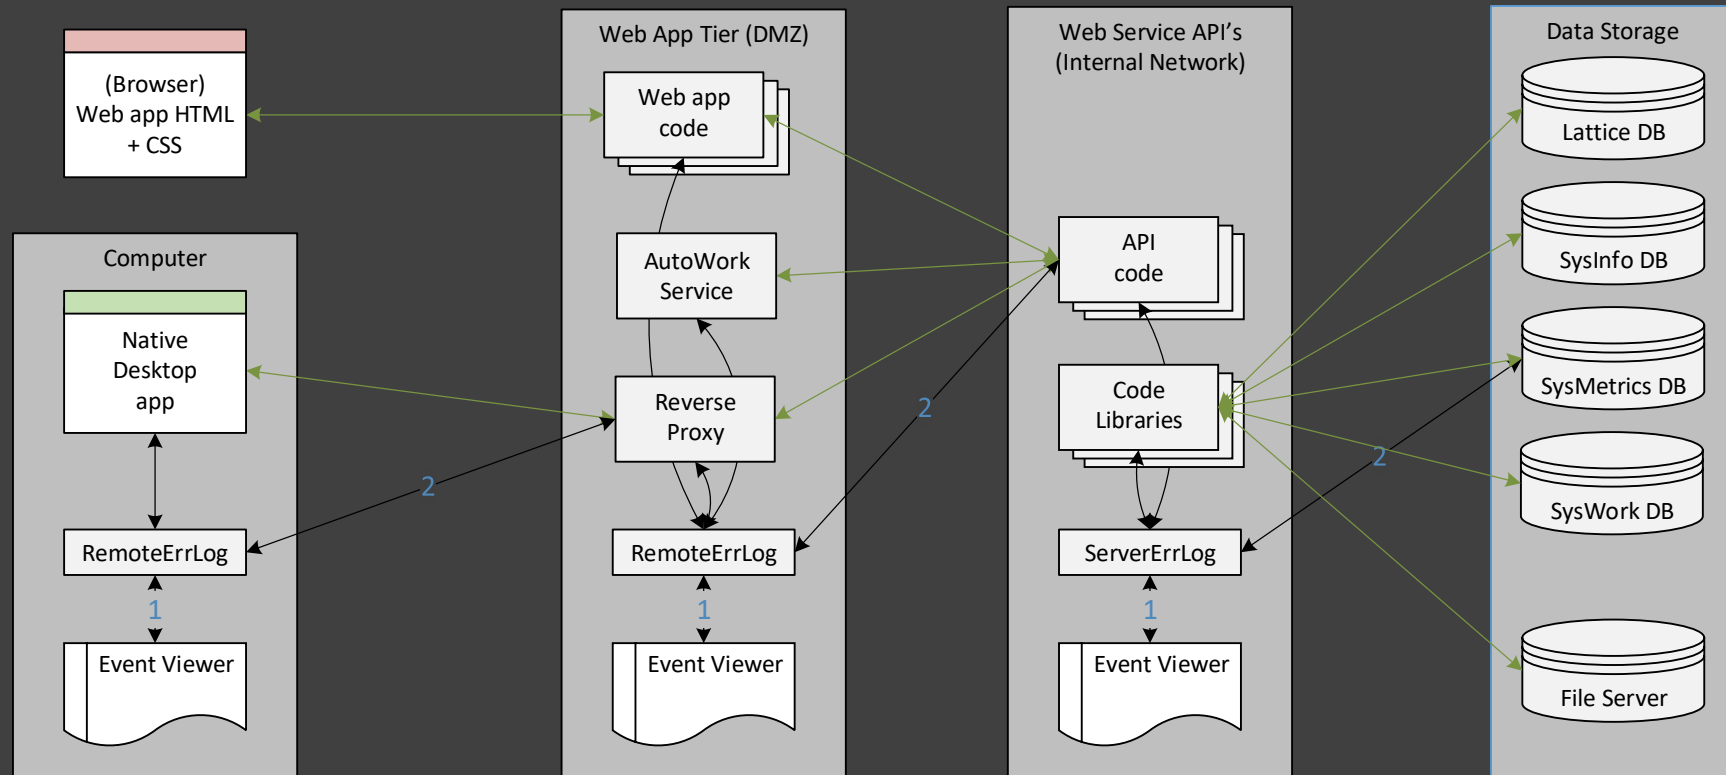 (Browser)
Web app HTML
+ CSS
Computer
Native
Desktop
app
RemoteErrLog
1
Event Viewer
2
Web App Tier (DMZ)
Web app
code
AutoWork
Service
Reverse
Proxy
RemoteErrLog
1
Event Viewer
2
Web Service API's
(Internal Network)
API
code
Code
Libraries
ServerErrLog
1
Event Viewer
2
Data Storage
Lattice DB
SysInfo DB
SysMetrics DB
SysWork DB
File Server